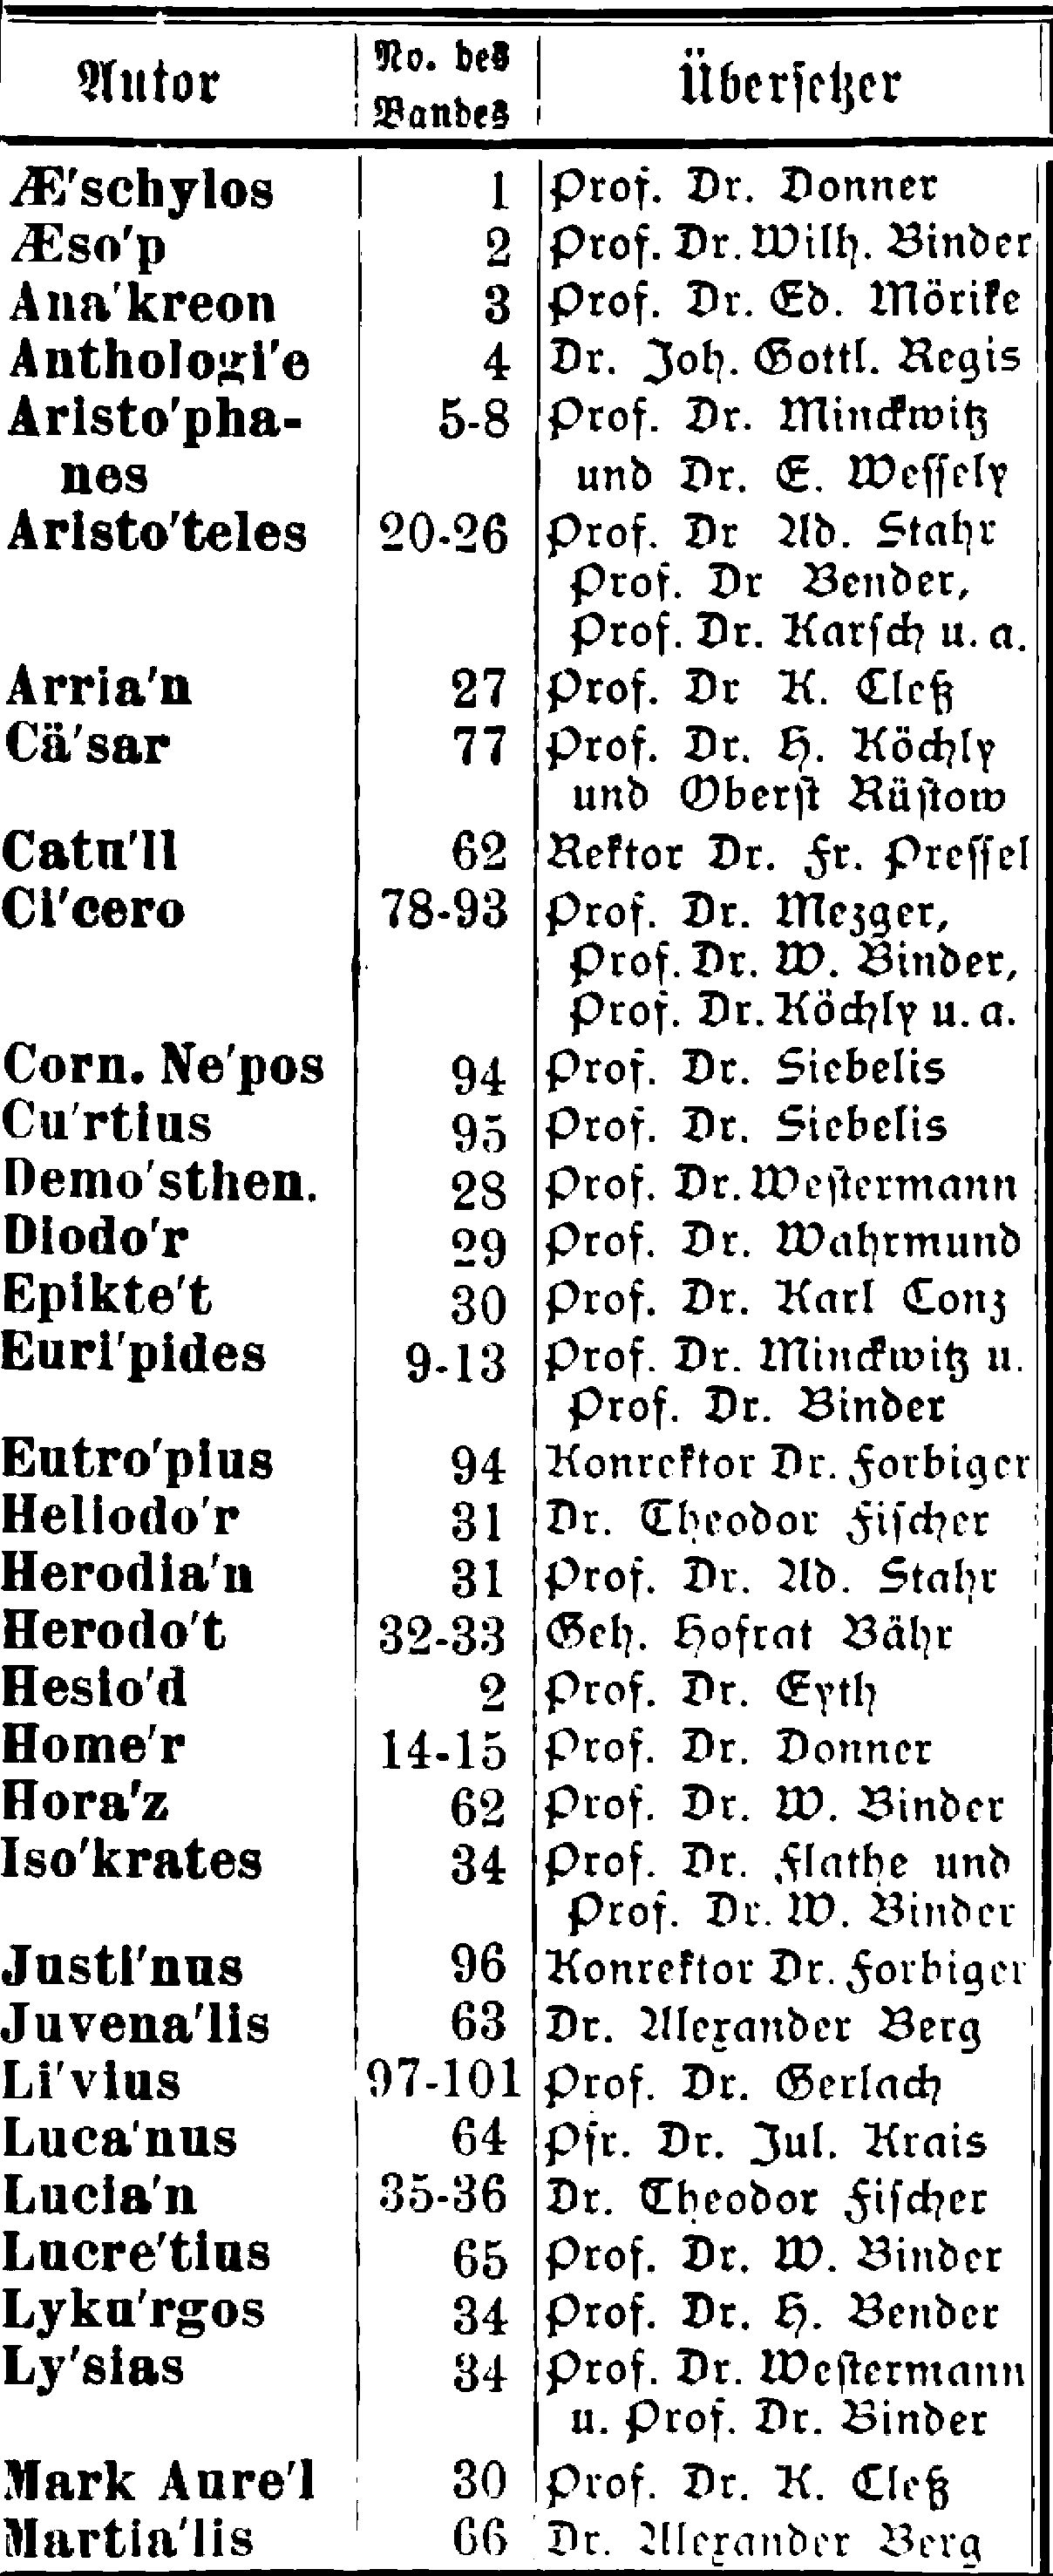 Autor No. des Bandes Übersetzer
Æ'schylos 1 Prof. Dr. Donner
Æso'p 2 Prof. Dr. Wilh. Binder
Ana'kreon 3 Prof. Dr. Ed. Mörike
Anthologi'e 4 Dr. Joh. Gottl. Regis
Aristo'pha- 5-8 Prof. Dr. Minckwitz
nes und Dr. E. Wessely
Aristo'teles 20-26 Prof. Dr Ad. Stahr
Prof. Dr Bender,
Prof. Dr. Karsch u. a.
Arria'n 27 Prof. Dr K. Cleß
Cä'sar 77 Prof. Dr. H. Köchly
und Oberst Rüstow
Catu'll 62 Rektor Dr. Fr. Pressel
Ci'cero 78-93 Prof. Dr. Mezger,
Prof. Dr. W. Binder,
Prof. Dr. Köchly u. a.
Corn. Ne'pos 94 Prof. Dr. Siebelis
Cu'rtius 95 Prof. Dr. Siebelis
Demo'sthen. 28 Prof. Dr. Westermann
Diodo'r 29 Prof. Dr. Wahrmund
Epikte't 30 Prof. Dr. Karl Conz
Euri'pides 9-13 Prof. Dr. Minckwitz u.
Prof. Dr. Binder
Eutro'pius 94 Konrektor Dr. Forbiger
Heliodo'r 31 Dr. Theodor Fischer
Herodia'n 31 Prof. Dr. Ad. Stahr
Herodo't 32-33 Geh. Hofrat Bähr
Hesio'd 2 Prof. Dr. Eyth
Home'r 14-15 Prof. Dr. Donner
Hora'z 62 Prof. Dr. W. Binder
Iso'krates 34 Prof. Dr. Flathe und
Prof. Dr. W. Binder
Justi'nus 96 Konrektor Dr. Forbiger
Juvena'lis 63 Dr. Alexander Berg
Li'vius 97-101 Prof. Dr. Gerlach
Luca'nus 64 Pfr. Dr. Jul. Krais
Lucia'n 35-36 Dr. Theodor Fischer
Lucre'tius 65 Prof. Dr. W. Binder
Lyku'rgos 34 Prof. Dr. H. Bender
Ly'sias 34 Prof. Dr. Westermann
u. Prof. Dr. Binder
Mark Aure'l 30 Prof. Dr. K. Cleß
Martia'lis 66 Dr. Alexander Berg